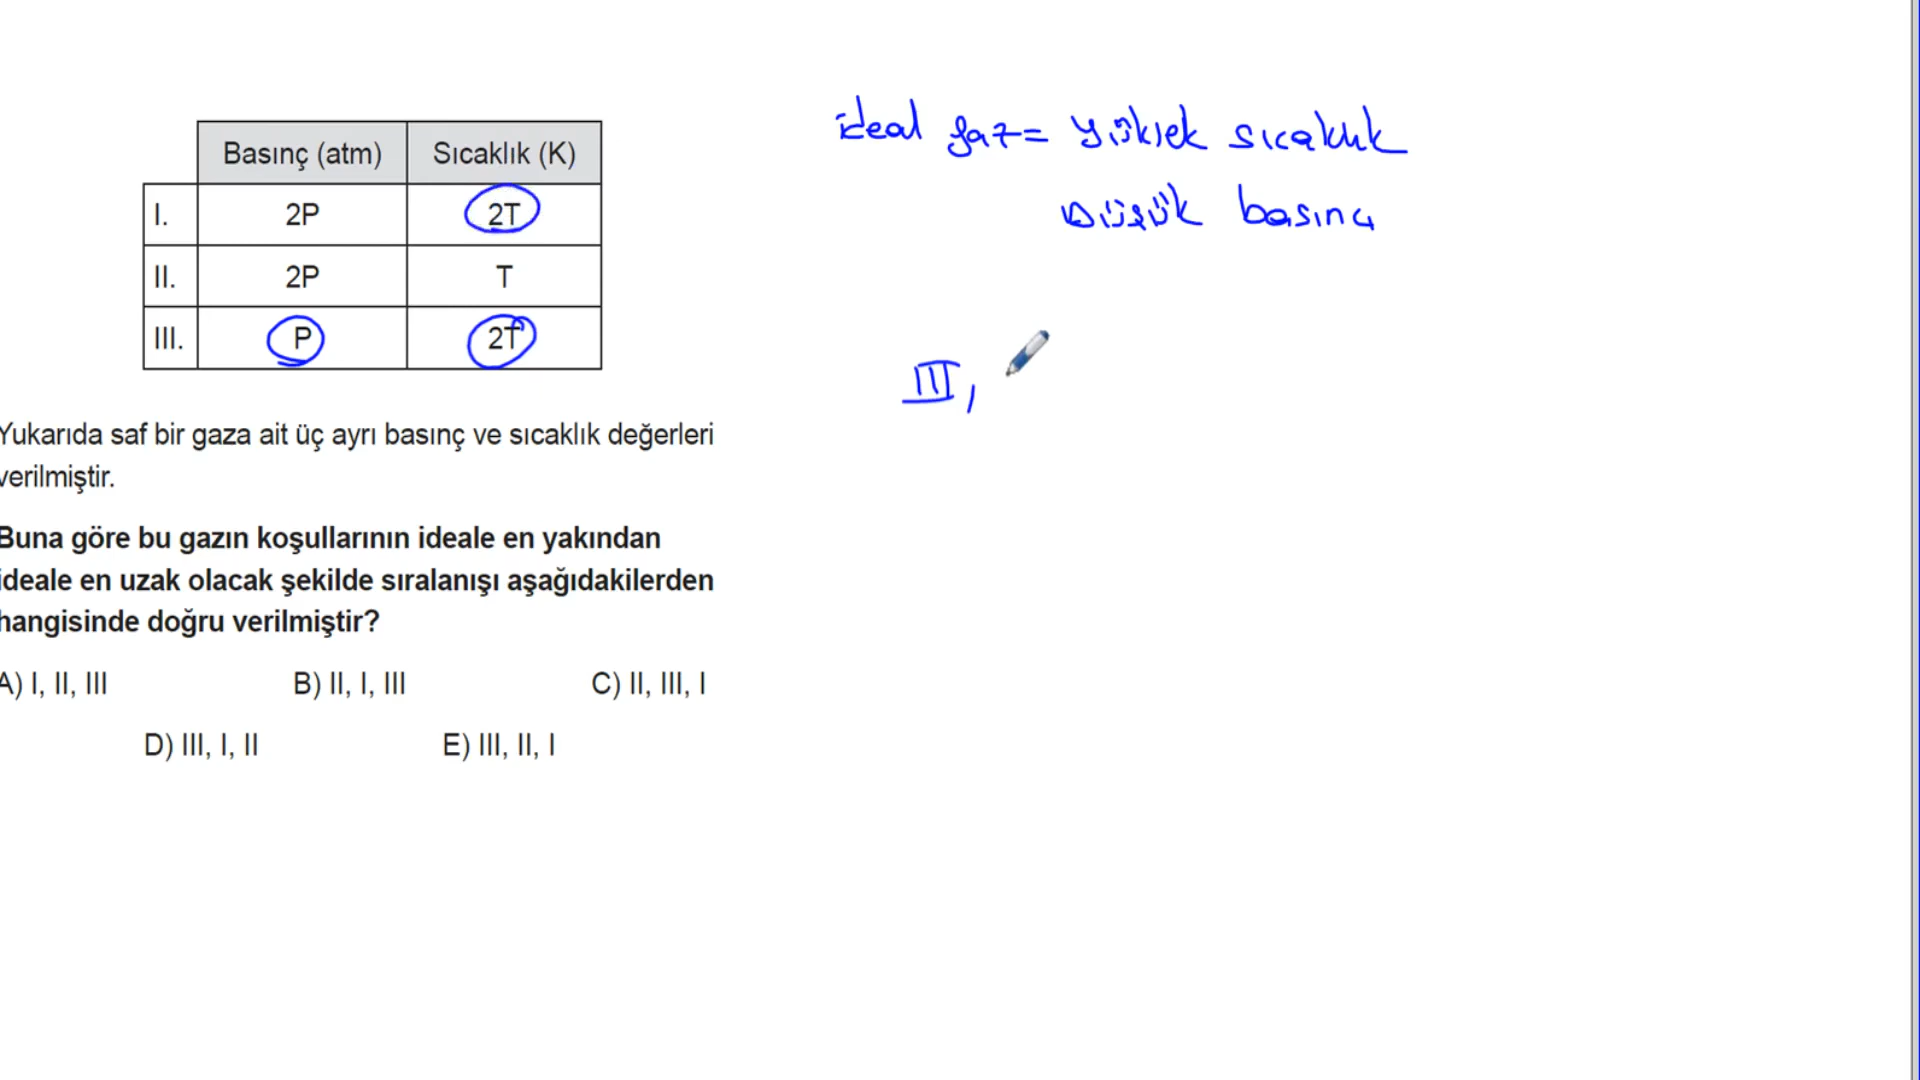 Basınç (atm) Sıcaklık (K)
I. 2P 2T
II. 2P T
III. P 2T
Yukarıda saf bir gaza ait üç ayrı basınç ve sıcaklık değerleri
verilmiştir.
Buna göre bu gazın koşullarının ideale en yakından
ideale en uzak olacak şekilde sıralanışı aşağıdakilerden
hangisinde doğru verilmiştir?
A) I, II, III B) II, I, III C) II, III, I
D) III, I, II E) III, II, I
ideal gaz = yüksek sıcaklık
düşük basınç
III,